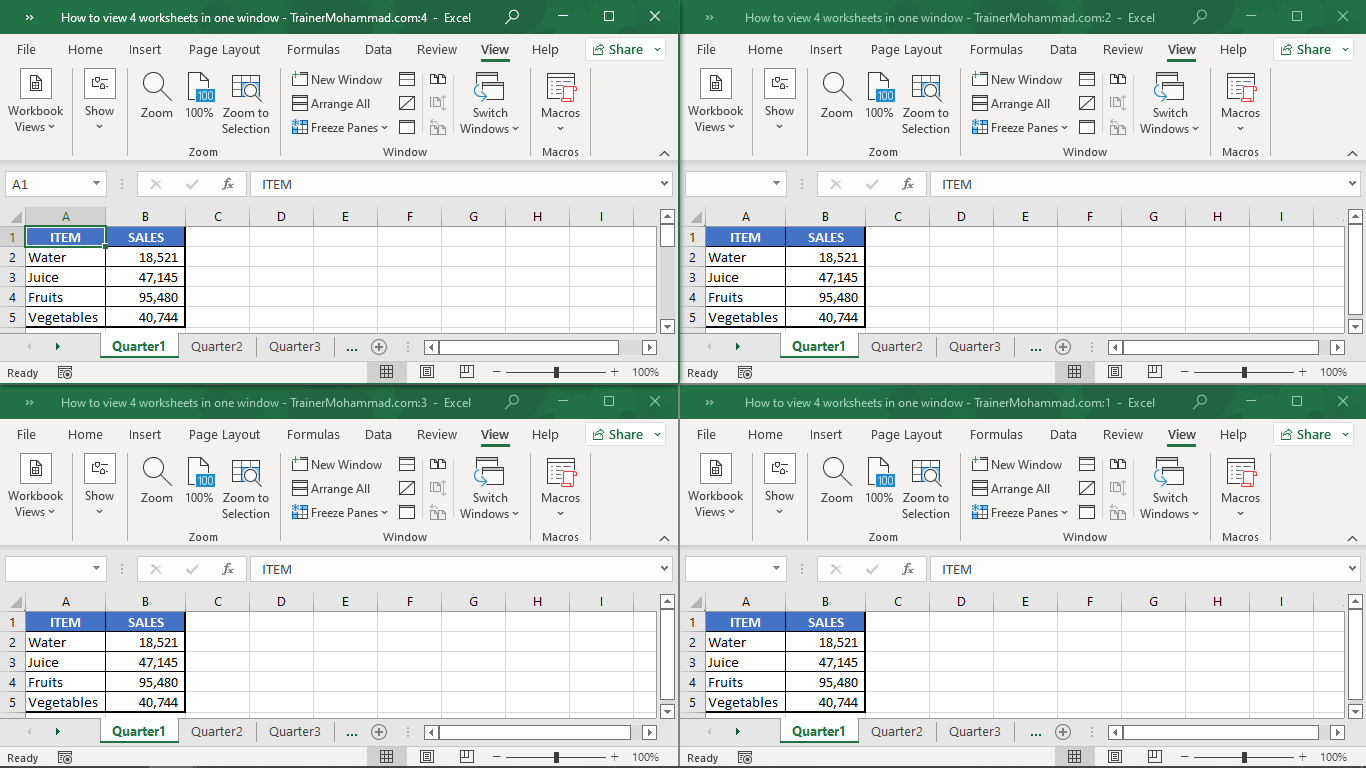 How to view 4 worksheets in one window - TrainerMohammad.com:4 - Excel
File Home Insert Page Layout Formulas Data Review View Help Share
Workbook Views
Show
Zoom
100
100%
Zoom to Selection
New Window
Arrange All
Freeze Panes
Switch Windows
Macros
Zoom Window Macros
A1 fx ITEM
A B C D E F G H I
1 ITEM SALES
2 Water 18,521
3 Juice 47,145
4 Fruits 95,480
5 Vegetables 40,744
Quarter1 Quarter2 Quarter3 ...
Ready 100%
How to view 4 worksheets in one window - TrainerMohammad.com:2 - Excel
File Home Insert Page Layout Formulas Data Review View Help Share
Workbook Views
Show
Zoom
100
100%
Zoom to Selection
New Window
Arrange All
Freeze Panes
Switch Windows
Macros
Zoom Window Macros
fx ITEM
A B C D E F G H I
1 ITEM SALES
2 Water 18,521
3 Juice 47,145
4 Fruits 95,480
5 Vegetables 40,744
Quarter1 Quarter2 Quarter3 ...
Ready 100%
How to view 4 worksheets in one window - TrainerMohammad.com:3 - Excel
File Home Insert Page Layout Formulas Data Review View Help Share
Workbook Views
Show
Zoom
100
100%
Zoom to Selection
New Window
Arrange All
Freeze Panes
Switch Windows
Macros
Zoom Window Macros
fx ITEM
A B C D E F G H I
1 ITEM SALES
2 Water 18,521
3 Juice 47,145
4 Fruits 95,480
5 Vegetables 40,744
Quarter1 Quarter2 Quarter3 ...
Ready 100%
How to view 4 worksheets in one window - TrainerMohammad.com:1 - Excel
File Home Insert Page Layout Formulas Data Review View Help Share
Workbook Views
Show
Zoom
100
100%
Zoom to Selection
New Window
Arrange All
Freeze Panes
Switch Windows
Macros
Zoom Window Macros
fx ITEM
A B C D E F G H I
1 ITEM SALES
2 Water 18,521
3 Juice 47,145
4 Fruits 95,480
5 Vegetables 40,744
Quarter1 Quarter2 Quarter3 ...
Ready 100%